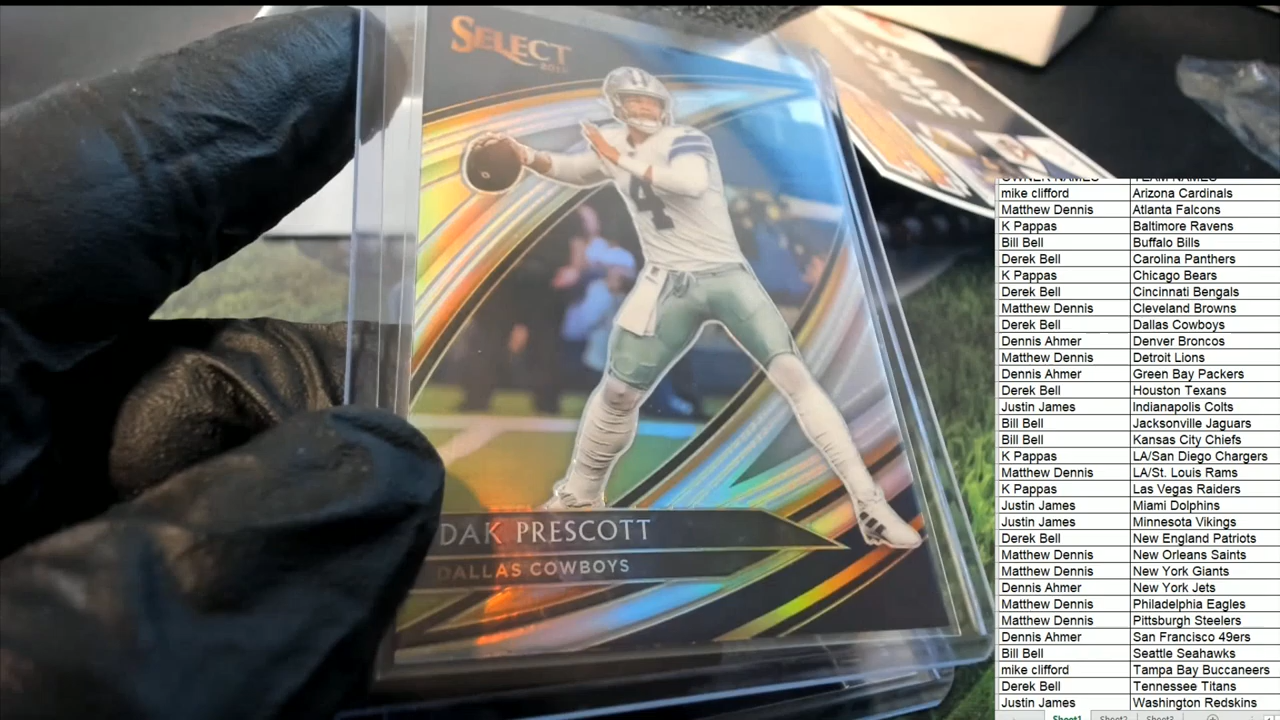 SELECT
4
DAK PRESCOTT
DALLAS COWBOYS
OWNER NAMES TEAM NAMES
mike clifford Arizona Cardinals
Matthew Dennis Atlanta Falcons
K Pappas Baltimore Ravens
Bill Bell Buffalo Bills
Derek Bell Carolina Panthers
K Pappas Chicago Bears
Derek Bell Cincinnati Bengals
Matthew Dennis Cleveland Browns
Derek Bell Dallas Cowboys
Dennis Ahmer Denver Broncos
Matthew Dennis Detroit Lions
Dennis Ahmer Green Bay Packers
Derek Bell Houston Texans
Justin James Indianapolis Colts
Bill Bell Jacksonville Jaguars
Bill Bell Kansas City Chiefs
K Pappas LA/San Diego Chargers
Matthew Dennis LA/St. Louis Rams
K Pappas Las Vegas Raiders
Justin James Miami Dolphins
Justin James Minnesota Vikings
Derek Bell New England Patriots
Matthew Dennis New Orleans Saints
Matthew Dennis New York Giants
Dennis Ahmer New York Jets
Matthew Dennis Philadelphia Eagles
Matthew Dennis Pittsburgh Steelers
Dennis Ahmer San Francisco 49ers
Bill Bell Seattle Seahawks
mike clifford Tampa Bay Buccaneers
Derek Bell Tennessee Titans
Justin James Washington Redskins
Sheet1 Sheet2 Sheet3